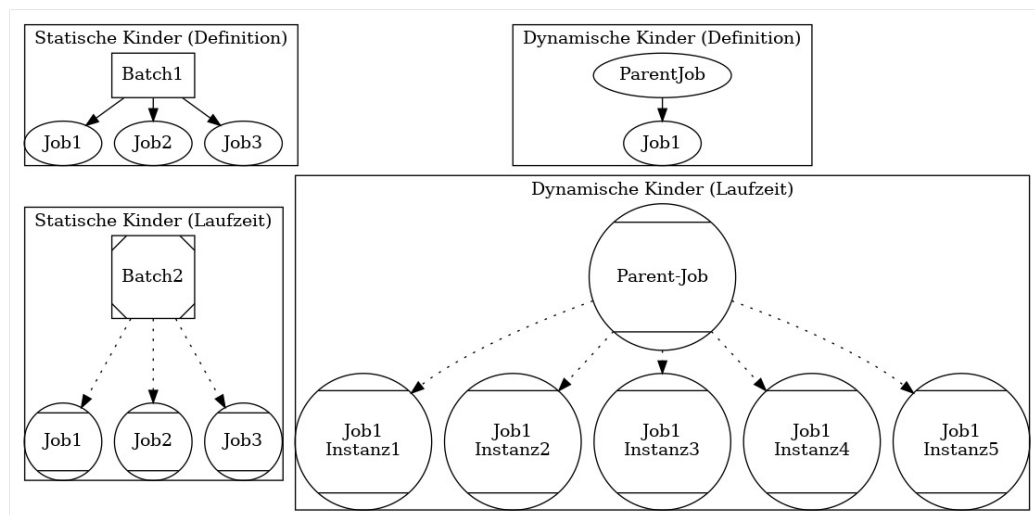 Statische Kinder (Definition)
Batch1
Job1
Job2
Job3
Dynamische Kinder (Definition)
ParentJob
Job1
Statische Kinder (Laufzeit)
Batch2
Job1
Job2
Job3
Dynamische Kinder (Laufzeit)
Parent-Job
Job1
Instanz1
Job1
Instanz2
Job1
Instanz3
Job1
Instanz4
Job1
Instanz5